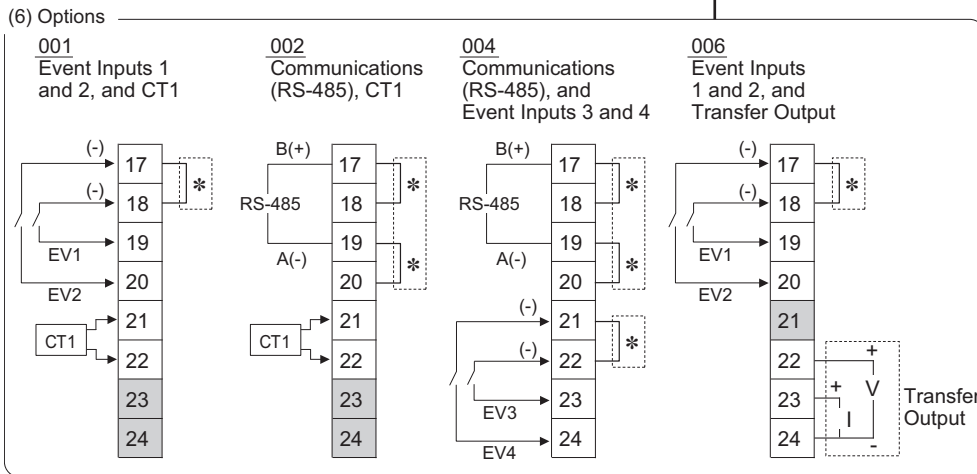 (6) Options
001
Event Inputs 1
and 2, and CT1
(-)
17
*
(-)
18
19
EV1
20
EV2
21
CT1
22
23
24
002
Communications
(RS-485), CT1
B(+)
17
*
RS-485
18
19
A(-)
*
20
21
CT1
22
23
24
004
Communications
(RS-485), and
Event Inputs 3 and 4
B(+)
17
*
RS-485
18
19
A(-)
*
20
(-)
21
*
(-)
22
23
EV3
24
EV4
006
Event Inputs
1 and 2, and
Transfer Output
(-)
17
*
(-)
18
19
EV1
20
EV2
21
22
+
23
+
V
I
24
-
Transfer
Output